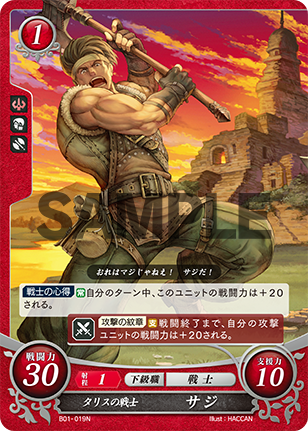 1
SAMPLE
おれはマジじゃねえ！ サジだ！
戦士の心得 常 自分のターン中、このユニットの戦闘力は＋20
される。
攻撃の紋章 支 戦闘終了まで、自分の攻撃
ユニットの戦闘力は＋20される。
戦闘力
30
射程 1 下級職 戦士
支援力
10
タリスの戦士 サジ
B01-019N
Illust : HACCAN